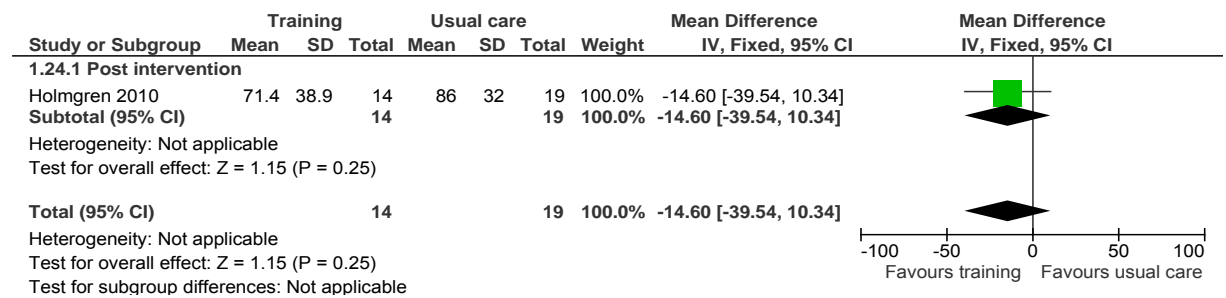 Training Usual care Mean Difference Mean Difference
Study or Subgroup Mean SD Total Mean SD Total Weight IV, Fixed, 95% CI IV, Fixed, 95% CI
1.24.1 Post intervention
Holmgren 2010 71.4 38.9 14 86 32 19 100.0% -14.60 [-39.54, 10.34]
Subtotal (95% CI) 14 19 100.0% -14.60 [-39.54, 10.34]
Heterogeneity: Not applicable
Test for overall effect: Z = 1.15 (P = 0.25)
Total (95% CI) 14 19 100.0% -14.60 [-39.54, 10.34]
Heterogeneity: Not applicable
Test for overall effect: Z = 1.15 (P = 0.25)
Test for subgroup differences: Not applicable
-100 -50 0 50 100
Favours training Favours usual care